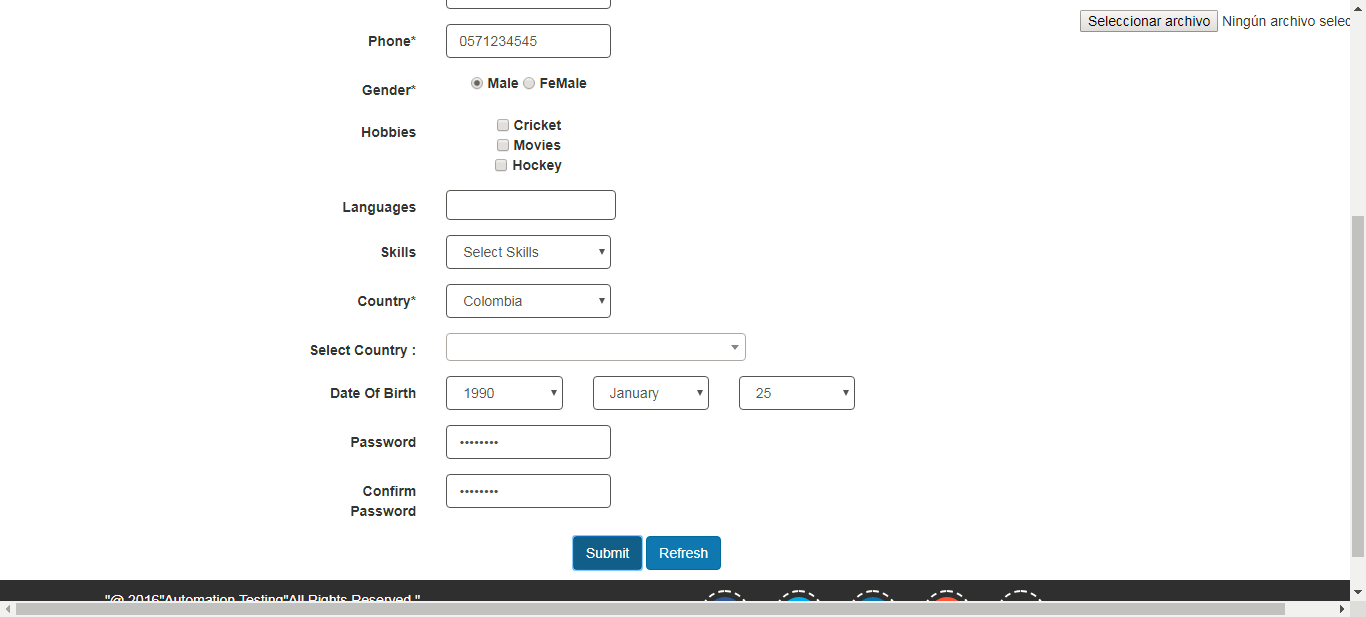 Seleccionar archivo Ningún archivo selec
Phone* 0571234545
Gender* Male FeMale
Hobbies Cricket
Movies
Hockey
Languages
Skills Select Skills
Country* Colombia
Select Country :
Date Of Birth 1990 January 25
Password ••••••••
Confirm Password ••••••••
Submit Refresh
"@ 2016"Automation Testing"All Rights Reserved."